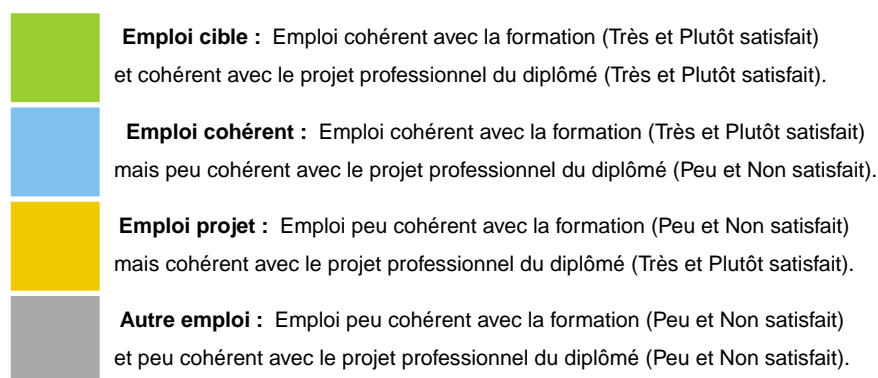 Emploi cible : Emploi cohérent avec la formation (Très et Plutôt satisfait)
et cohérent avec le projet professionnel du diplômé (Très et Plutôt satisfait).
Emploi cohérent : Emploi cohérent avec la formation (Très et Plutôt satisfait)
mais peu cohérent avec le projet professionnel du diplômé (Peu et Non satisfait).
Emploi projet : Emploi peu cohérent avec la formation (Peu et Non satisfait)
mais cohérent avec le projet professionnel du diplômé (Très et Plutôt satisfait).
Autre emploi : Emploi peu cohérent avec la formation (Peu et Non satisfait)
et peu cohérent avec le projet professionnel du diplômé (Peu et Non satisfait).